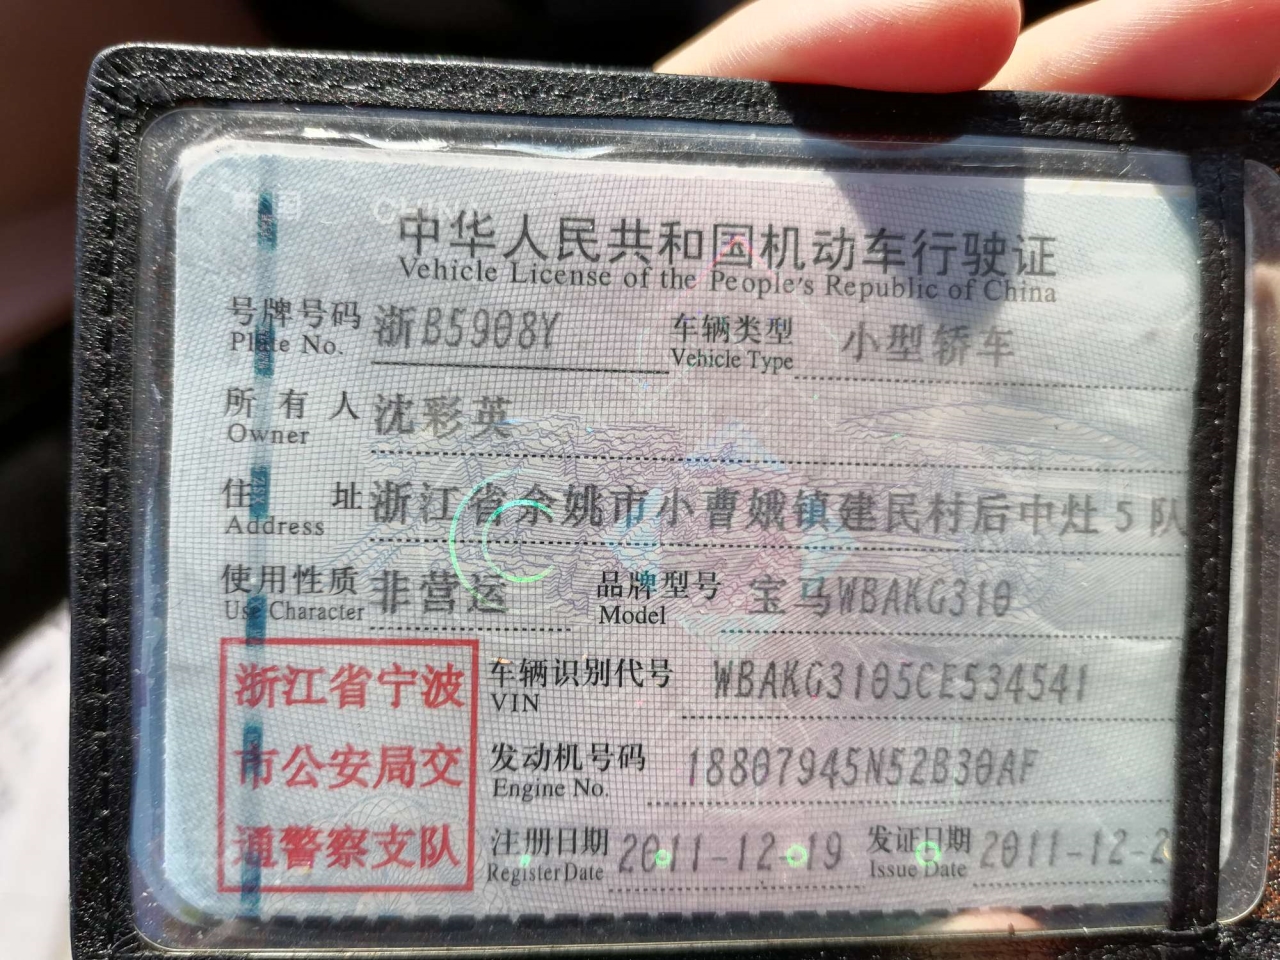 中华人民共和国机动车行驶证
Vehicle License of the People's Republic of China
号牌号码 浙B5908Y 车辆类型 小型轿车
Plate No. Vehicle Type
所有人 沈彩英
Owner
住址 浙江省余姚市小曹娥镇建民村后中灶5队
Address
使用性质 非营运 品牌型号 宝马WBAKG310
Use Character Model
浙江省宁波
市公安局交
通警察支队
车辆识别代号 WBAKG3105CE534541
VIN
发动机号码 18807945N52B30AF
Engine No.
注册日期 2011-12-19 发证日期 2011-12-2
Register Date Issue Date